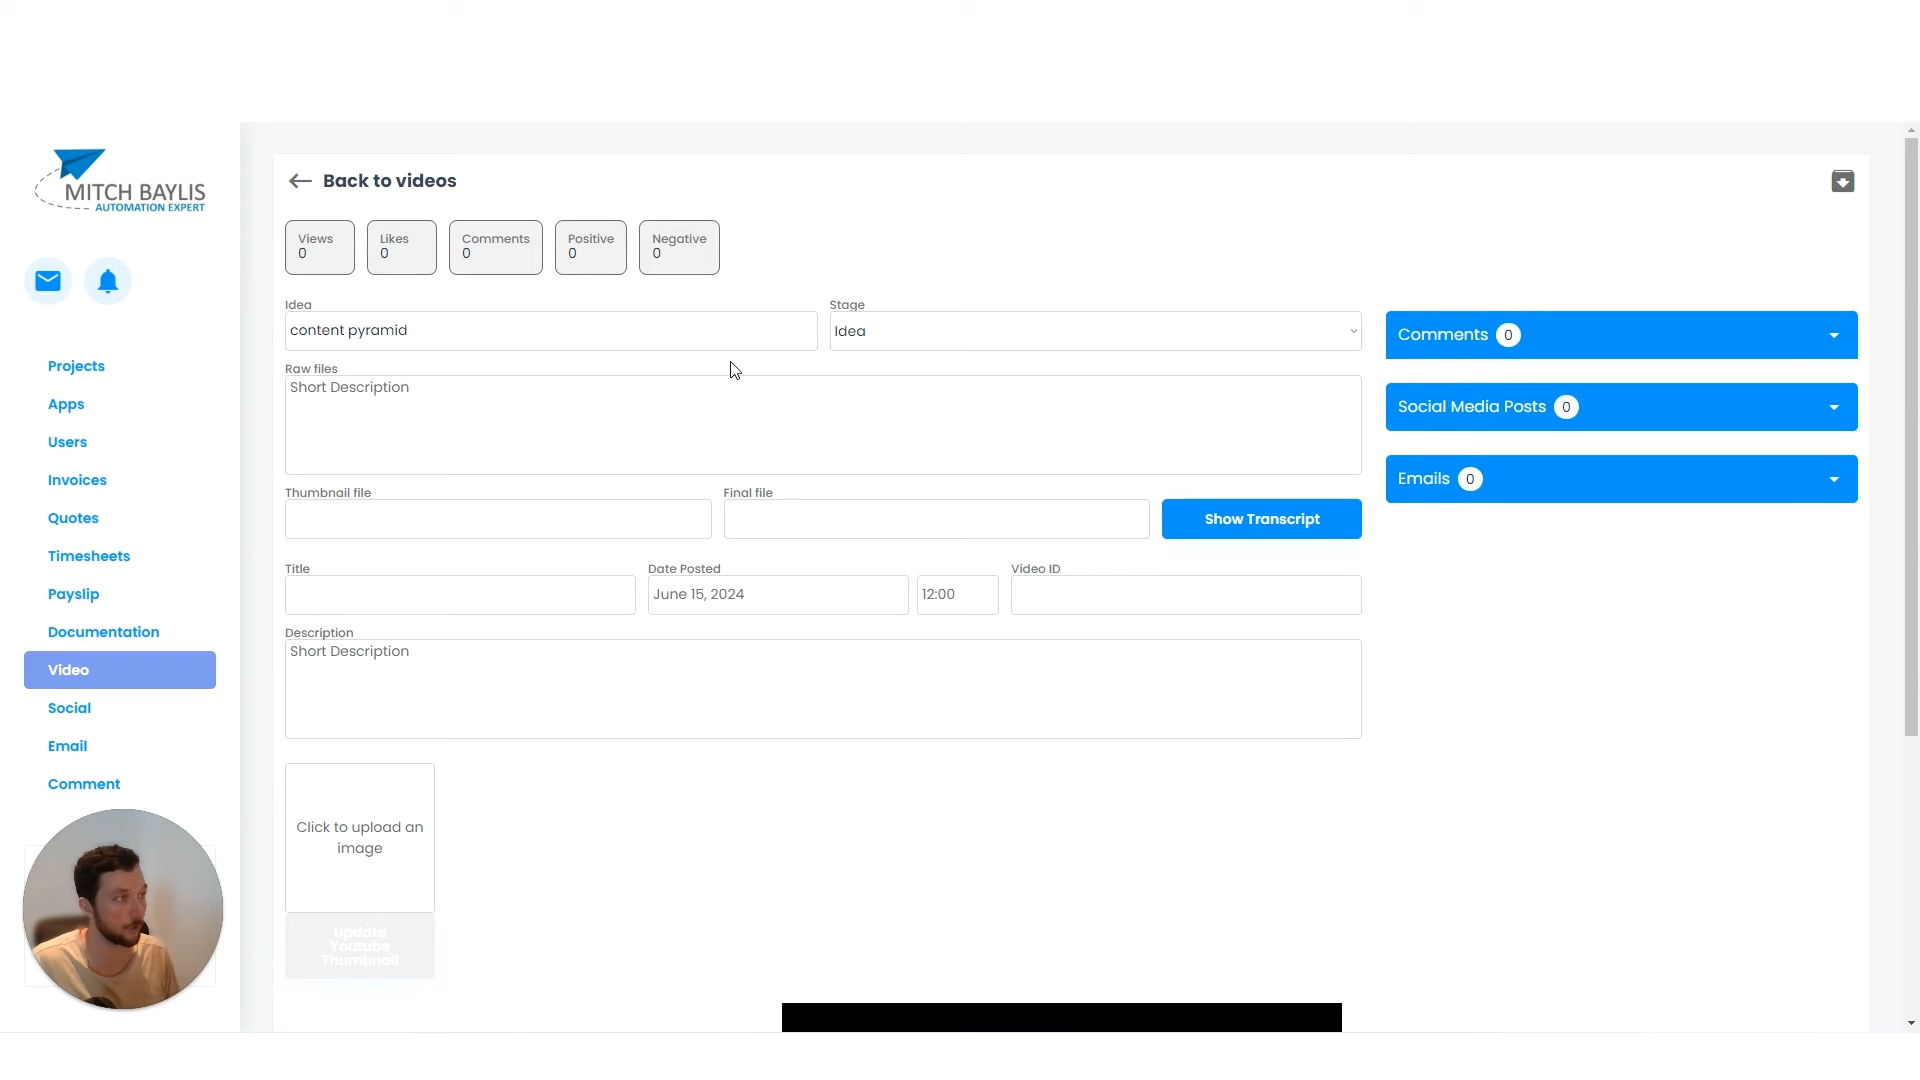 MITCH BAYLIS
AUTOMATION EXPERT
Projects
Apps
Users
Invoices
Quotes
Timesheets
Payslip
Documentation
Video
Social
Email
Comment
Back to videos
Views
0
Likes
0
Comments
0
Positive
0
Negative
0
Idea
content pyramid
Stage
Idea
Raw files
Short Description
Thumbnail file
Final file
Show Transcript
Title
Date Posted
June 15, 2024
12:00
Video ID
Description
Short Description
Click to upload an
image
Update
Youtube
Thumbnail
Comments 0
Social Media Posts 0
Emails 0